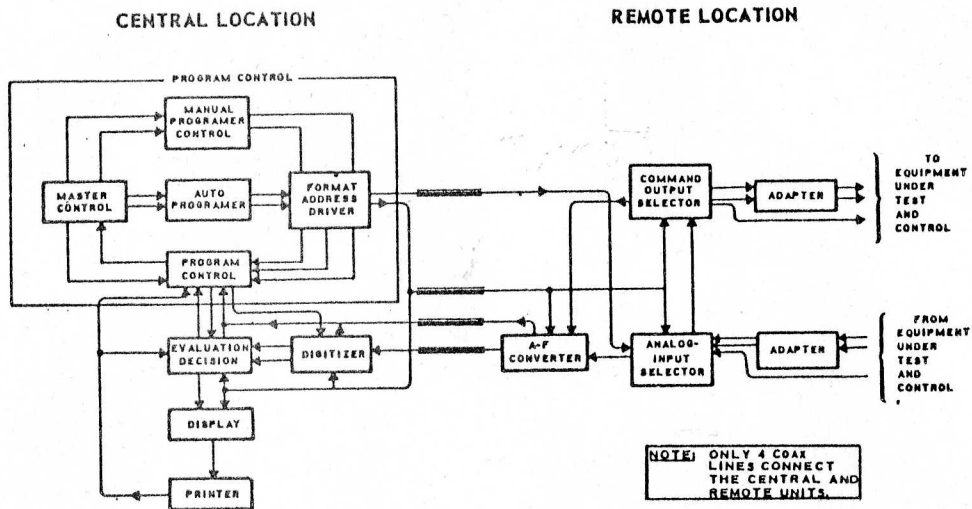 CENTRAL LOCATION
REMOTE LOCATION
PROGRAM CONTROL
MANUAL
PROGRAMER
CONTROL
MASTER
CONTROL
AUTO
PROGRAMER
FORMAT
ADDRESS
DRIVER
PROGRAM
CONTROL
EVALUATION
DECISION
DIGITIZER
DISPLAY
PRINTER
COMMAND
OUTPUT
SELECTOR
ADAPTER
TO
EQUIPMENT
UNDER
TEST
AND
CONTROL
A-F
CONVERTER
ANALOG-
INPUT
SELECTOR
ADAPTER
FROM
EQUIPMENT
UNDER
TEST
AND
CONTROL
NOTE: ONLY 4 COAX
LINES CONNECT
THE CENTRAL AND
REMOTE UNITS.